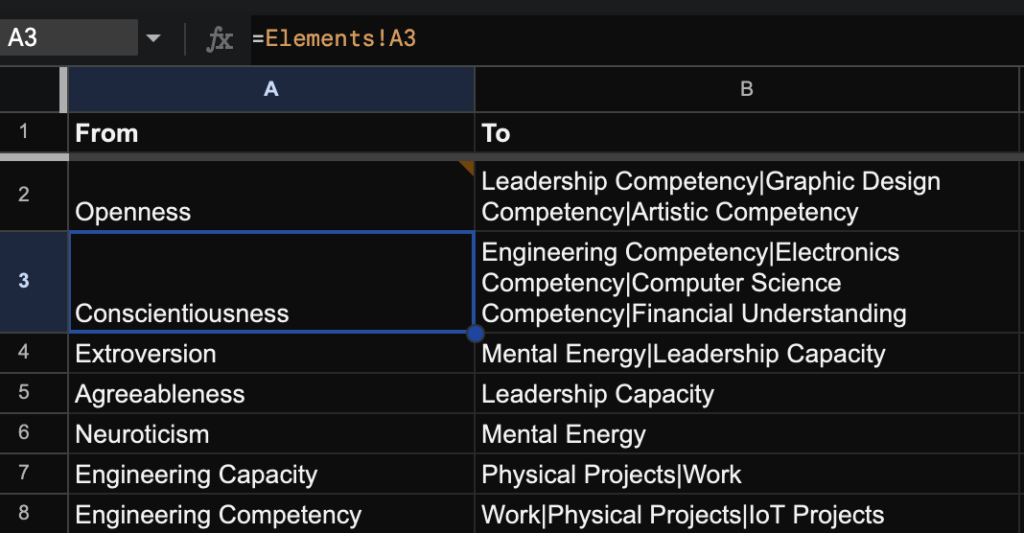 A3 fx =Elements!A3
A B
1 From To
2 Openness Leadership Competency|Graphic Design
Competency|Artistic Competency
3 Conscientiousness Engineering Competency|Electronics
Competency|Computer Science
Competency|Financial Understanding
4 Extroversion Mental Energy|Leadership Capacity
5 Agreeableness Leadership Capacity
6 Neuroticism Mental Energy
7 Engineering Capacity Physical Projects|Work
8 Engineering Competency Work|Physical Projects|IoT Projects